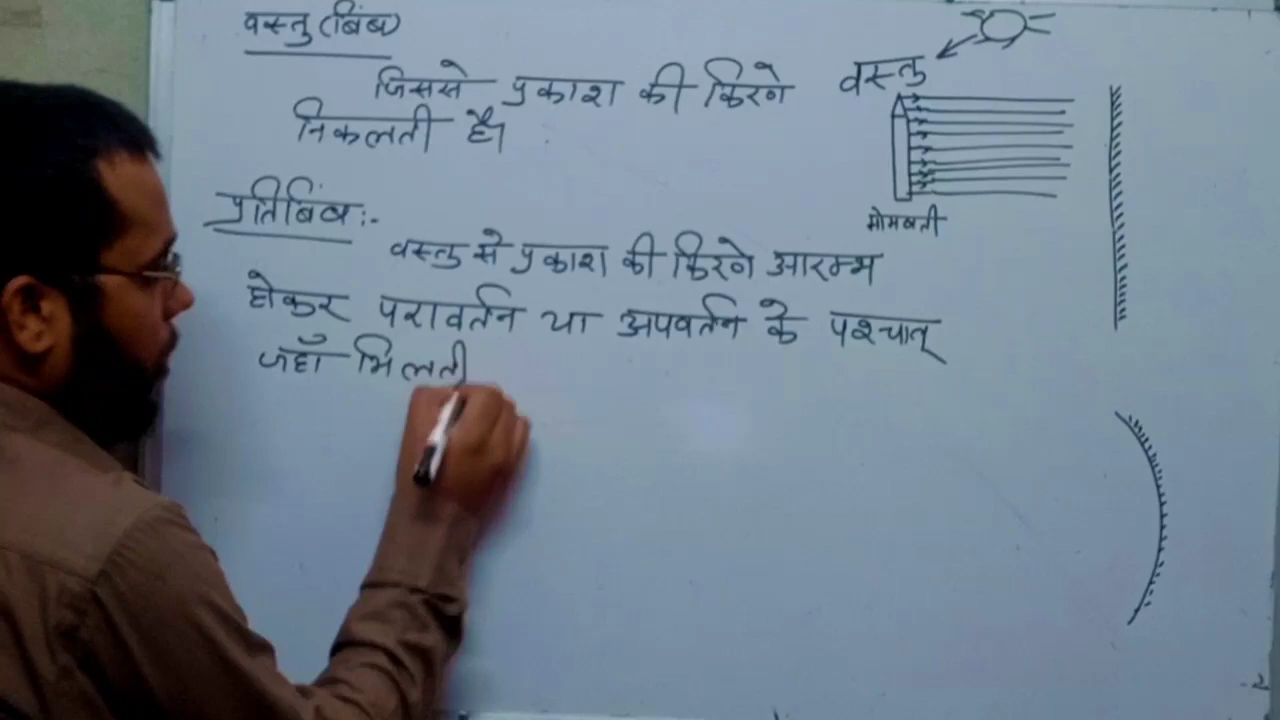 वस्तु (बिंब)
जिससे प्रकाश की किरणे
निकलती है।
वस्तु
मोमबती
प्रतिबिंब :-
वस्तु से प्रकाश की किरणे आरम्भ
होकर परावर्तन या अपवर्तन के पश्चात्
जहाँ मिलती